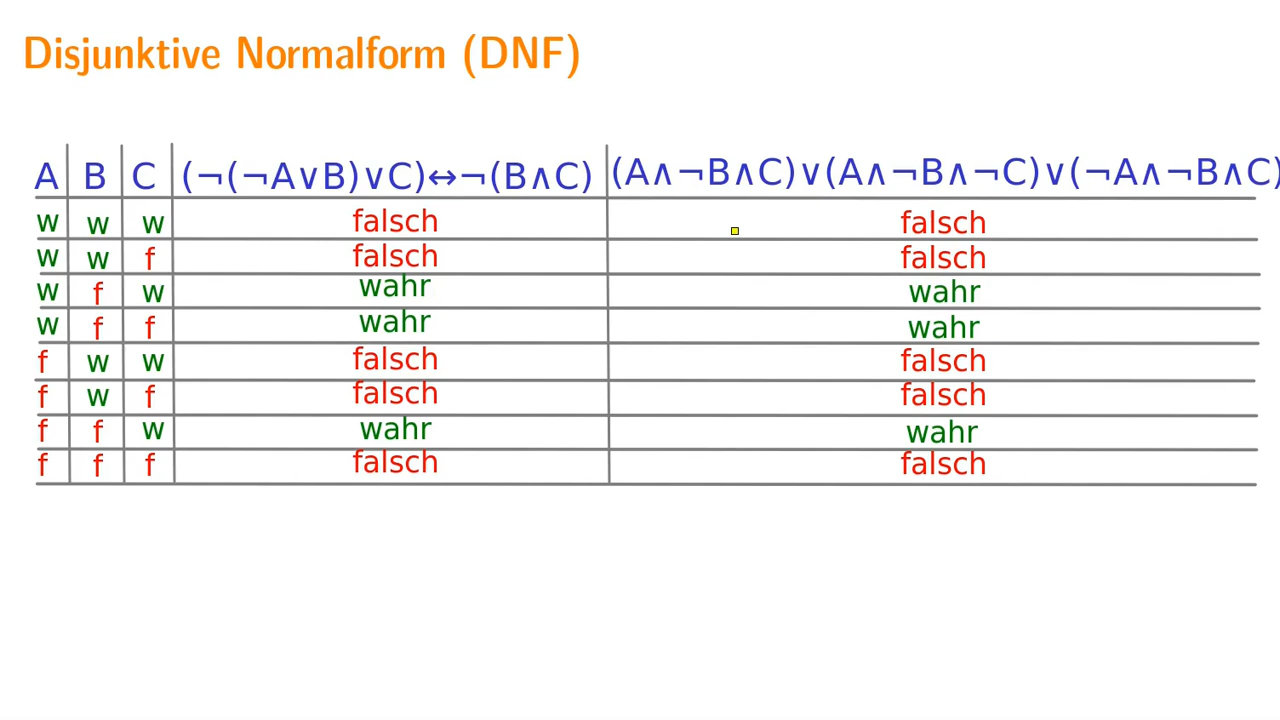 Disjunktive Normalform (DNF)
A B C (¬(¬A∨B)∨C)↔¬(B∧C) (A∧¬B∧C)∨(A∧¬B∧¬C)∨(¬A∧¬B∧C)
w w w falsch falsch
w w f falsch falsch
w f w wahr wahr
w f f wahr wahr
f w w falsch falsch
f w f falsch falsch
f f w wahr wahr
f f f falsch falsch